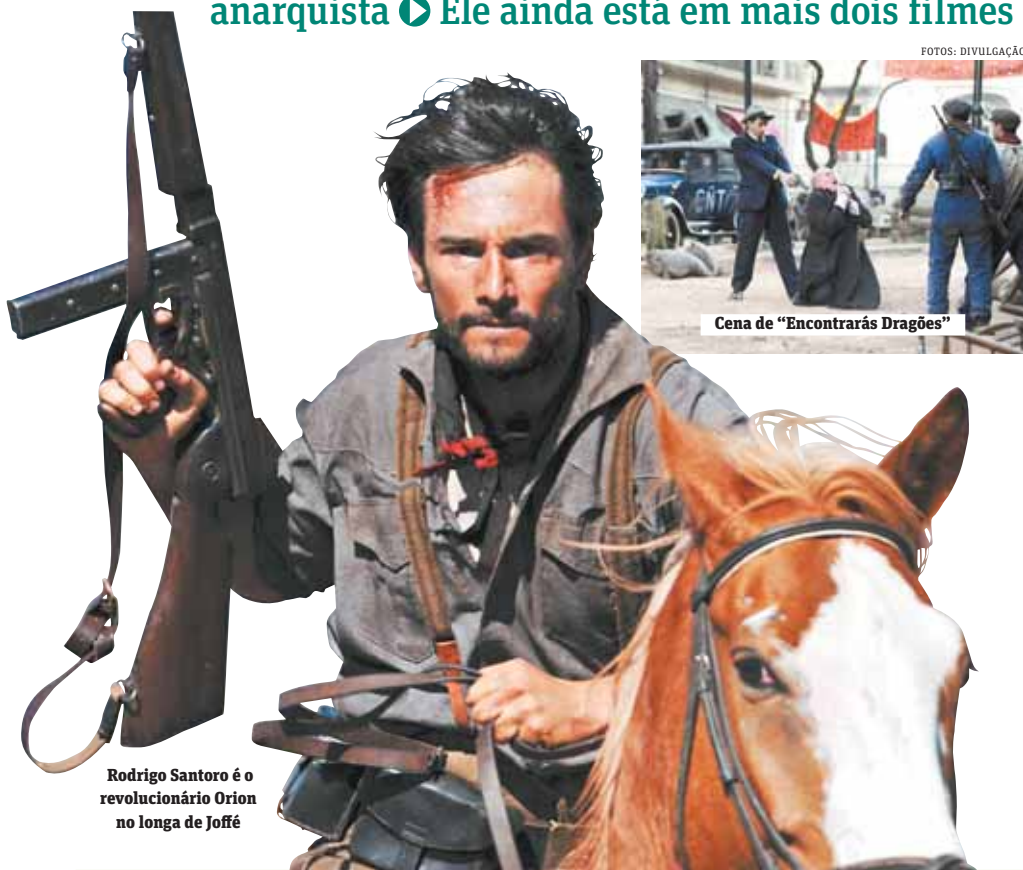 anarquista Ele ainda está em mais dois filmes
FOTOS: DIVULGAÇÃO
CNT
Cena de “Encontrarás Dragões”
Rodrigo Santoro é o
revolucionário Orion
no longa de Joffé